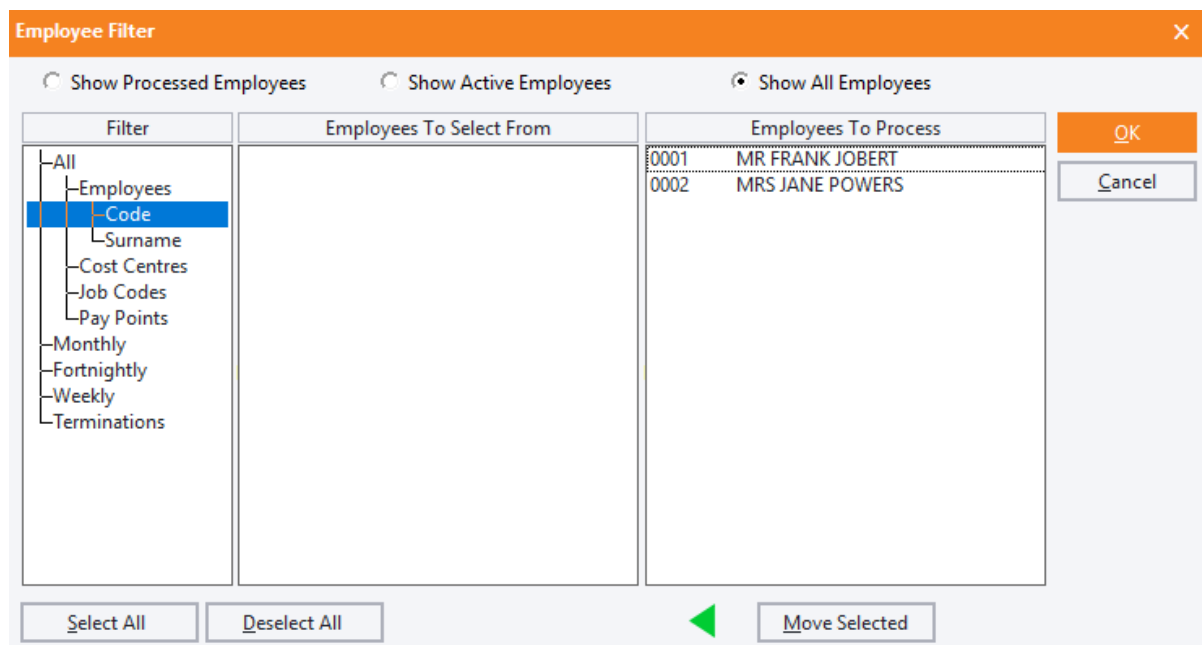 Employee Filter
Show Processed Employees Show Active Employees Show All Employees
Filter Employees To Select From Employees To Process OK
All 0001 MR FRANK JOBERT
Employees 0002 MRS JANE POWERS Cancel
Code
Surname
Cost Centres
Job Codes
Pay Points
Monthly
Fortnightly
Weekly
Terminations
Select All Deselect All Move Selected